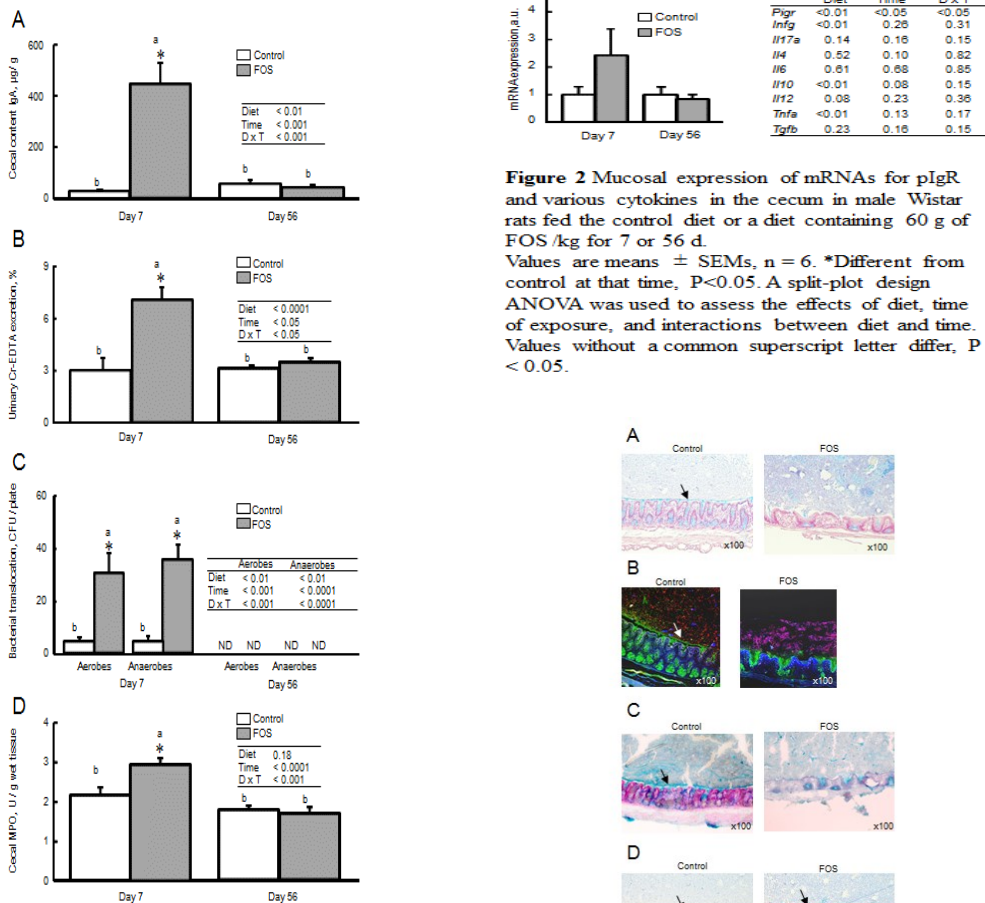 A
Cecal content IgA, µg/ g
600
400
200
0
a
*
b
b
b
Control
FOS
Diet < 0.01
Time < 0.001
D x T < 0.001
Day 7
Day 56
B
Urinary Cr-EDTA excretion, %
9
6
3
0
a
*
b
b
b
Control
FOS
Diet < 0.0001
Time < 0.05
D x T < 0.05
Day 7
Day 56
C
Bacterial translocation, CFU / plate
60
40
20
0
a
*
a
*
b
b
Control
FOS
Aerobes Anaerobes
Diet < 0.01 < 0.01
Time < 0.001 < 0.0001
D x T < 0.001 < 0.0001
ND ND ND ND
Aerobes Anaerobes
Aerobes Anaerobes
Day 7
Day 56
D
Cecal MPO, U / g wet tissue
4
3
2
1
0
a
*
b
b
b
Control
FOS
Diet 0.18
Time < 0.0001
D x T < 0.001
Day 7
Day 56
mRNA expression, a.u.
4
3
2
1
0
Control
FOS
Day 7
Day 56
Diet Time D x T
Pigr <0.01 <0.05 <0.05
Infg <0.01 0.26 0.31
Il17a 0.14 0.16 0.15
Il4 0.52 0.10 0.82
Il6 0.61 0.68 0.85
Il10 <0.01 0.08 0.15
Il12 0.08 0.23 0.36
Tnfa <0.01 0.13 0.17
Tgfb 0.23 0.16 0.15
Figure 2 Mucosal expression of mRNAs for pIgR
and various cytokines in the cecum in male Wistar
rats fed the control diet or a diet containing 60 g of
FOS /kg for 7 or 56 d.
Values are means ± SEMs, n = 6. *Different from
control at that time, P<0.05. A split-plot design
ANOVA was used to assess the effects of diet, time
of exposure, and interactions between diet and time.
Values without a common superscript letter differ, P
< 0.05.
A
Control
FOS
x100
x100
B
Control
FOS
x100
x100
C
Control
FOS
x100
x100
D
Control
FOS